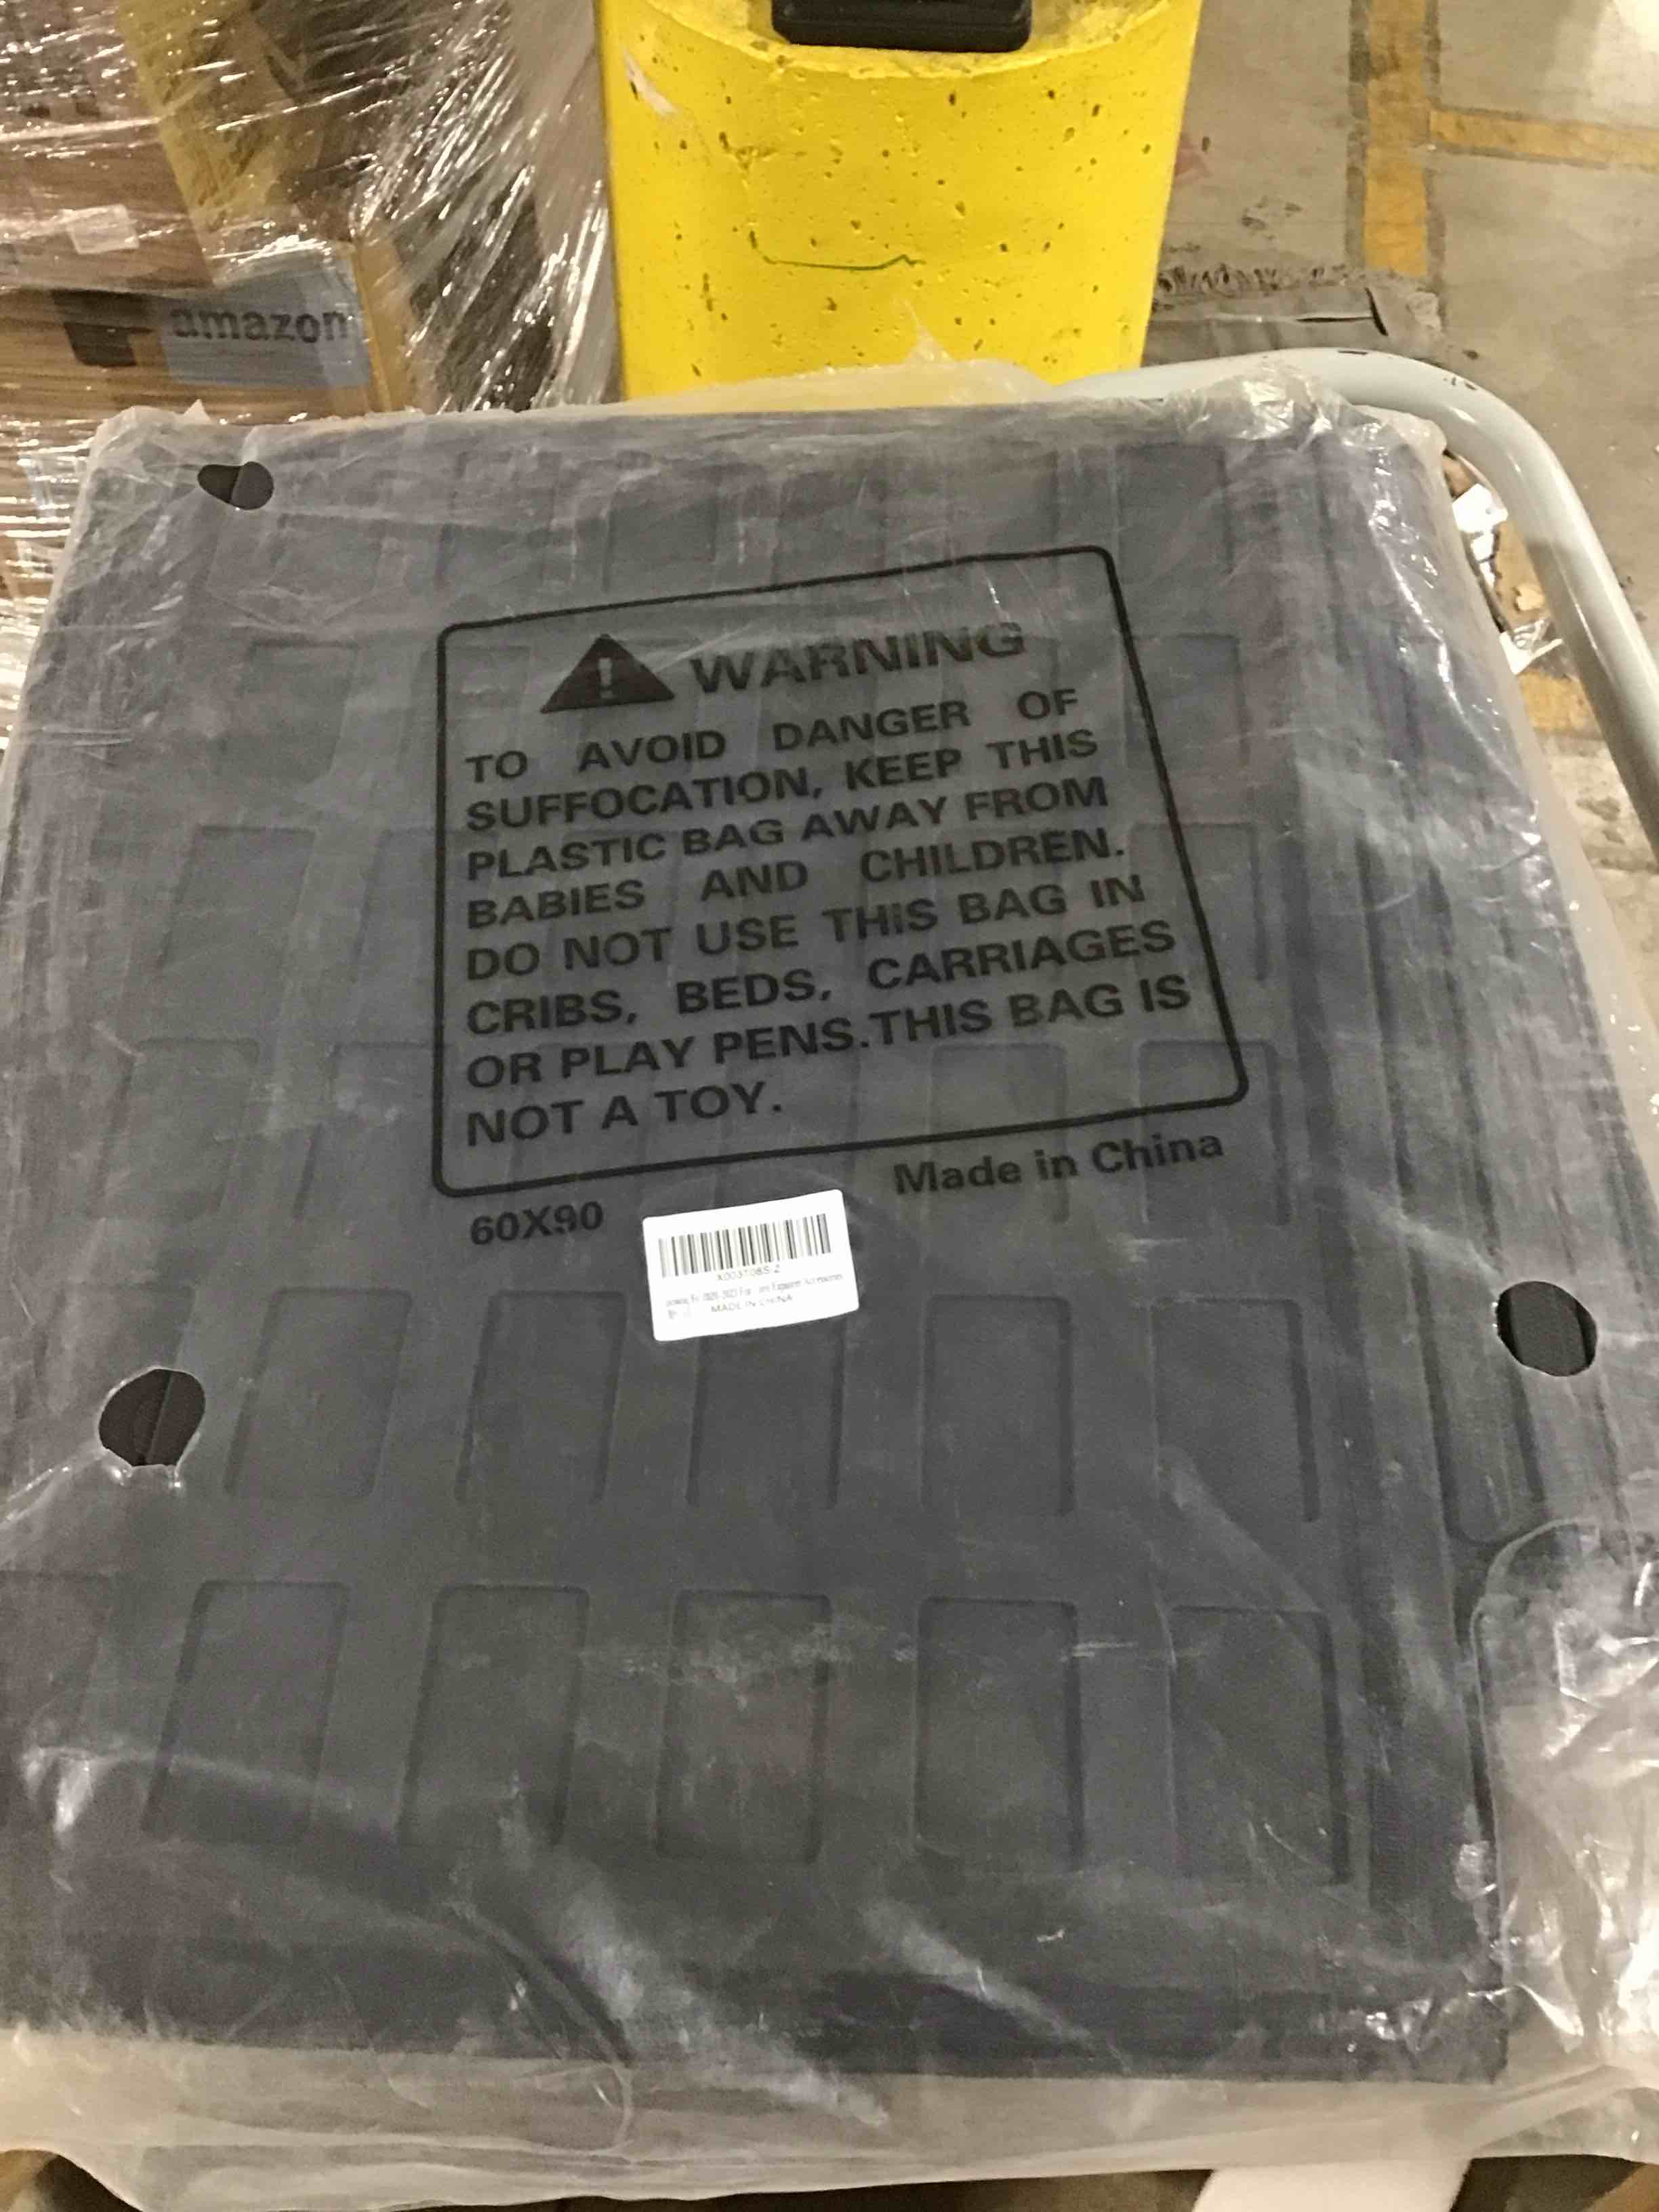 amazon
WARNING
TO AVOID DANGER OF
SUFFOCATION, KEEP THIS
PLASTIC BAG AWAY FROM
BABIES AND CHILDREN.
DO NOT USE THIS BAG IN
CRIBS, BEDS, CARRIAGES
OR PLAY PENS.THIS BAG IS
NOT A TOY.
60X90
Made in China
MADE IN CHINA